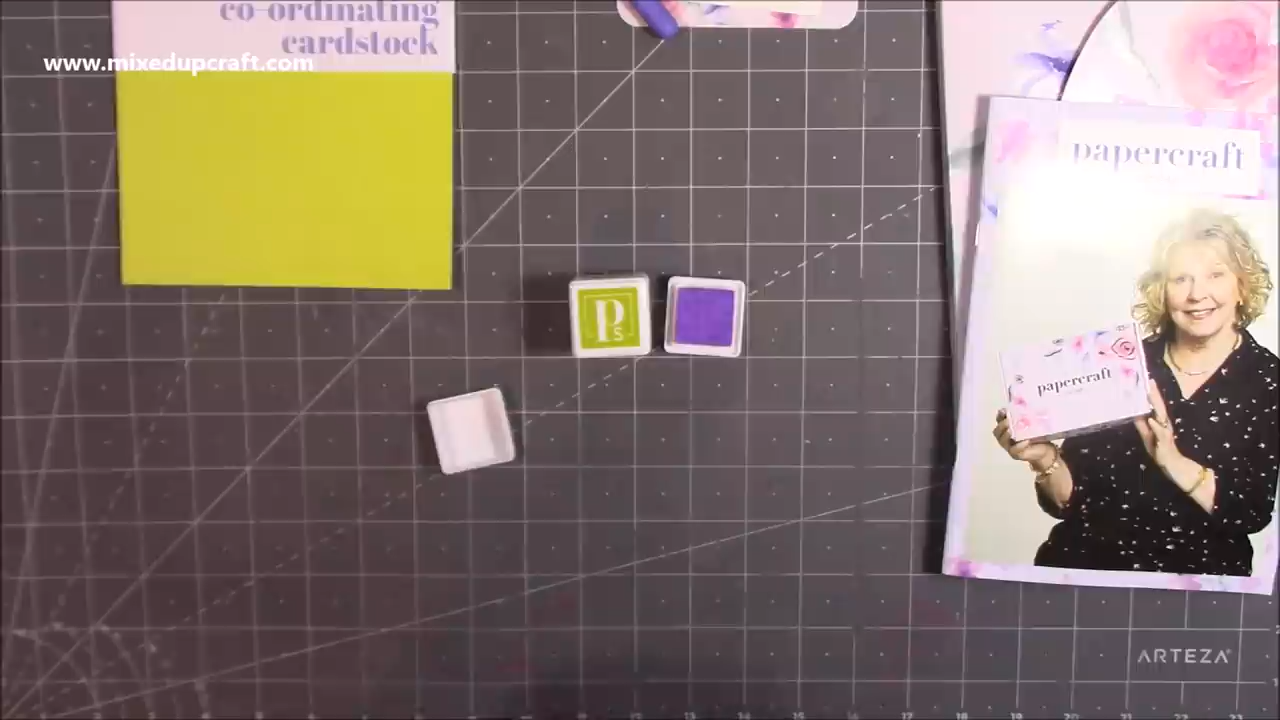 co-ordinating
cardstock
www.mixedupcraft.com
papercraft
Ps
papercraft
ARTEZA